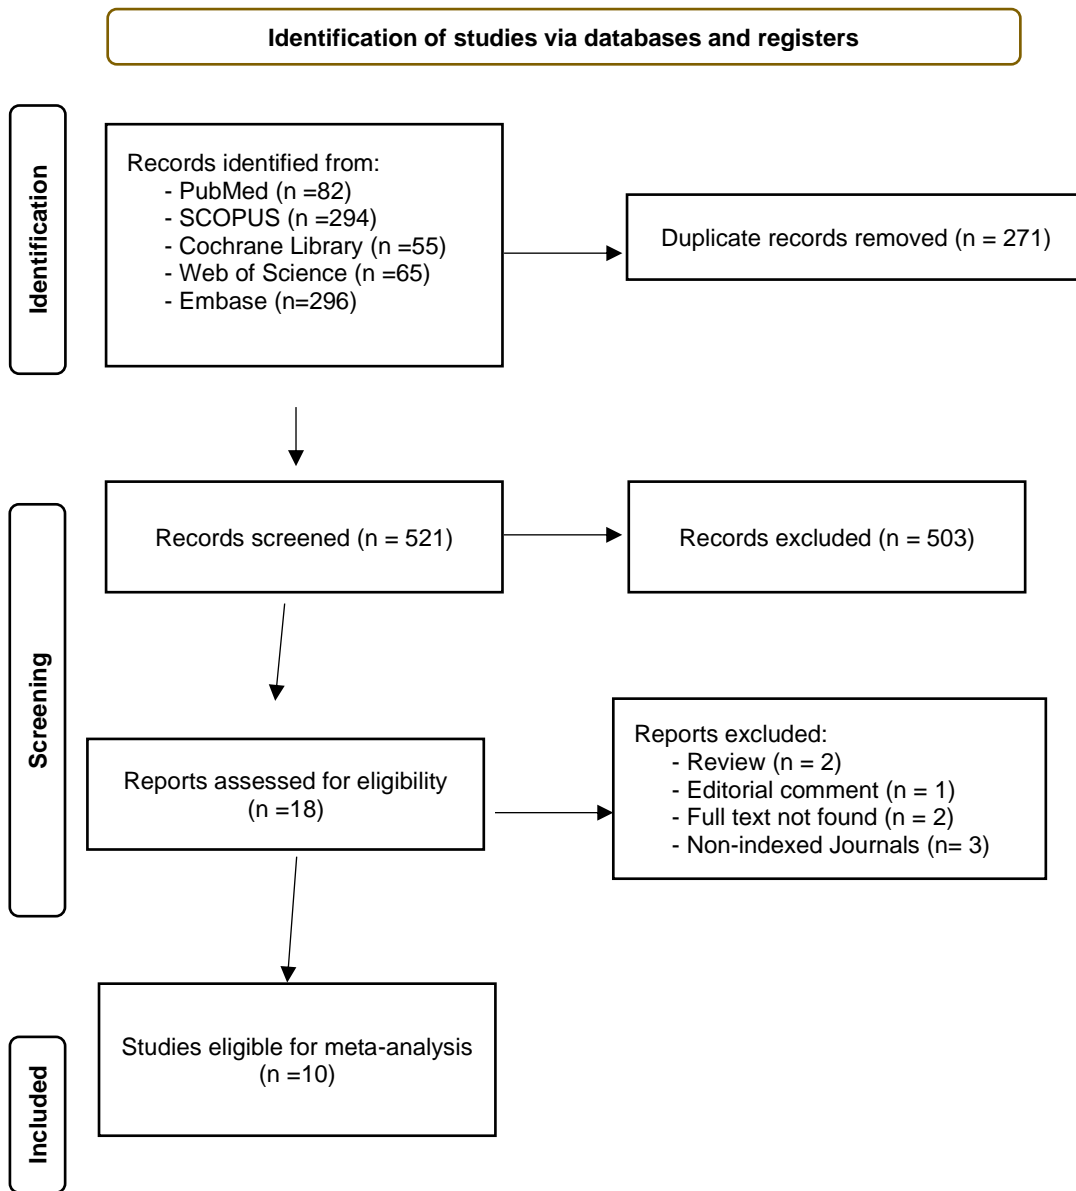 Identification of studies via databases and registers
Identification
Records identified from:
- PubMed (n =82)
- SCOPUS (n =294)
- Cochrane Library (n =55)
- Web of Science (n =65)
- Embase (n=296)
Duplicate records removed (n = 271)
Screening
Records screened (n = 521)
Records excluded (n = 503)
Reports assessed for eligibility
(n =18)
Reports excluded:
- Review (n = 2)
- Editorial comment (n = 1)
- Full text not found (n = 2)
- Non-indexed Journals (n= 3)
Included
Studies eligible for meta-analysis
(n =10)